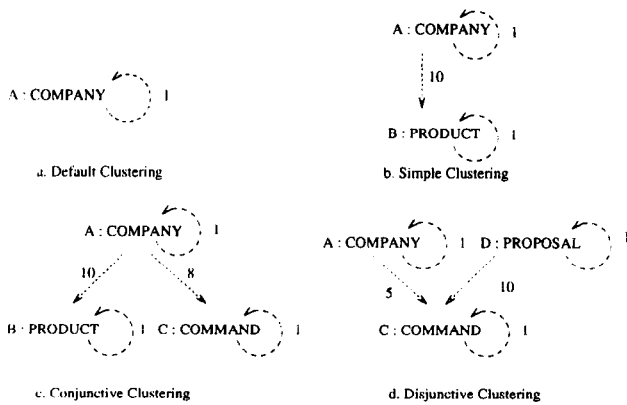 A : COMPANY 1
a. Default Clustering
A : COMPANY 1
10
B : PRODUCT 1
b. Simple Clustering
A : COMPANY 1
10 8
B : PRODUCT 1 C : COMMAND 1
c. Conjunctive Clustering
A : COMPANY 1 D : PROPOSAL 1
5 10
C : COMMAND 1
d. Disjunctive Clustering